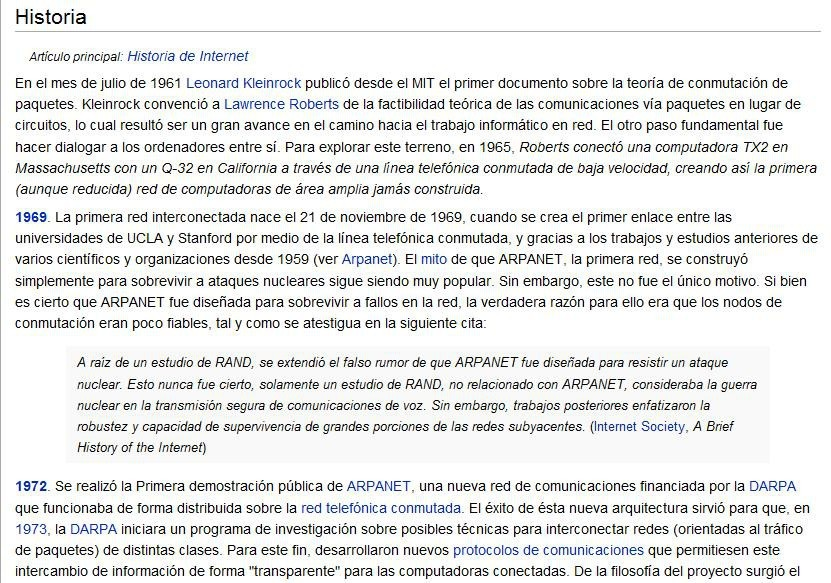 Historia
Artículo principal: Historia de Internet
En el mes de julio de 1961 Leonard Kleinrock publicó desde el MIT el primer documento sobre la teoría de conmutación de
paquetes. Kleinrock convenció a Lawrence Roberts de la factibilidad teórica de las comunicaciones vía paquetes en lugar de
circuitos, lo cual resultó ser un gran avance en el camino hacia el trabajo informático en red. El otro paso fundamental fue
hacer dialogar a los ordenadores entre sí. Para explorar este terreno, en 1965, Roberts conectó una computadora TX2 en
Massachusetts con un Q-32 en California a través de una línea telefónica conmutada de baja velocidad, creando así la primera
(aunque reducida) red de computadoras de área amplia jamás construida.
1969. La primera red interconectada nace el 21 de noviembre de 1969, cuando se crea el primer enlace entre las
universidades de UCLA y Stanford por medio de la línea telefónica conmutada, y gracias a los trabajos y estudios anteriores de
varios científicos y organizaciones desde 1959 (ver Arpanet). El mito de que ARPANET, la primera red, se construyó
simplemente para sobrevivir a ataques nucleares sigue siendo muy popular. Sin embargo, este no fue el único motivo. Si bien
es cierto que ARPANET fue diseñada para sobrevivir a fallos en la red, la verdadera razón para ello era que los nodos de
conmutación eran poco fiables, tal y como se atestigua en la siguiente cita:
A raíz de un estudio de RAND, se extendió el falso rumor de que ARPANET fue diseñada para resistir un ataque
nuclear. Esto nunca fue cierto, solamente un estudio de RAND, no relacionado con ARPANET, consideraba la guerra
nuclear en la transmisión segura de comunicaciones de voz. Sin embargo, trabajos posteriores enfatizaron la
robustez y capacidad de supervivencia de grandes porciones de las redes subyacentes. (Internet Society, A Brief
History of the Internet)
1972. Se realizó la Primera demostración pública de ARPANET, una nueva red de comunicaciones financiada por la DARPA
que funcionaba de forma distribuida sobre la red telefónica conmutada. El éxito de ésta nueva arquitectura sirvió para que, en
1973, la DARPA iniciara un programa de investigación sobre posibles técnicas para interconectar redes (orientadas al tráfico
de paquetes) de distintas clases. Para este fin, desarrollaron nuevos protocolos de comunicaciones que permitiesen este
intercambio de información de forma "transparente" para las computadoras conectadas. De la filosofía del proyecto surgió el